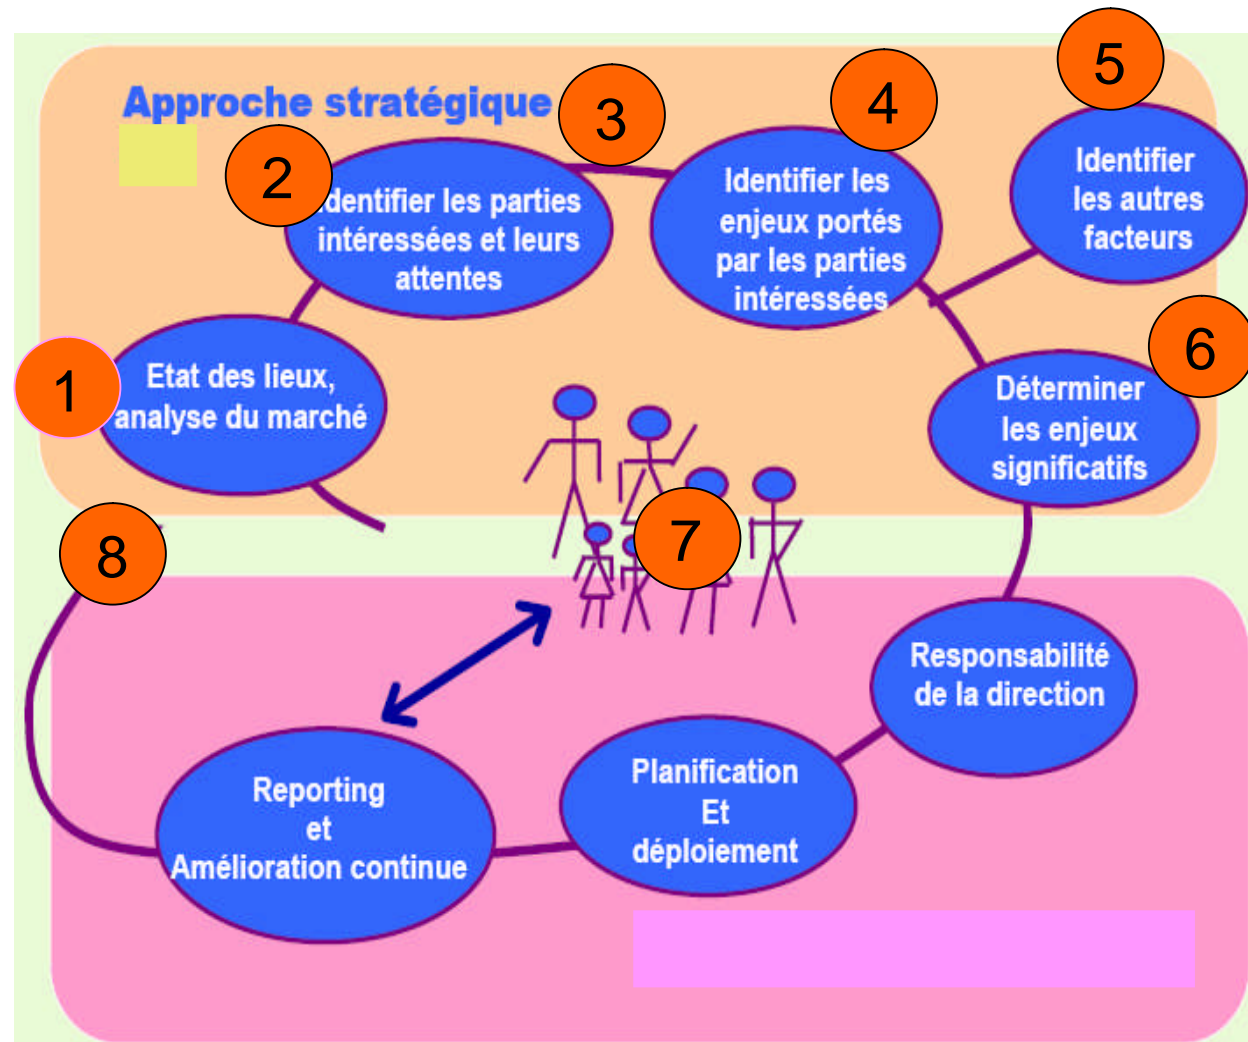 Approche stratégique
1
Etat des lieux,
analyse du marché
2
dentifier les parties
intéressées et leurs
attentes
3
4
Identifier les
enjeux portés
par les parties
intéressées
5
Identifier
les autres
facteurs
6
Déterminer
les enjeux
significatifs
7
Responsabilité
de la direction
Planification
Et
déploiement
Reporting
et
Amélioration continue
8